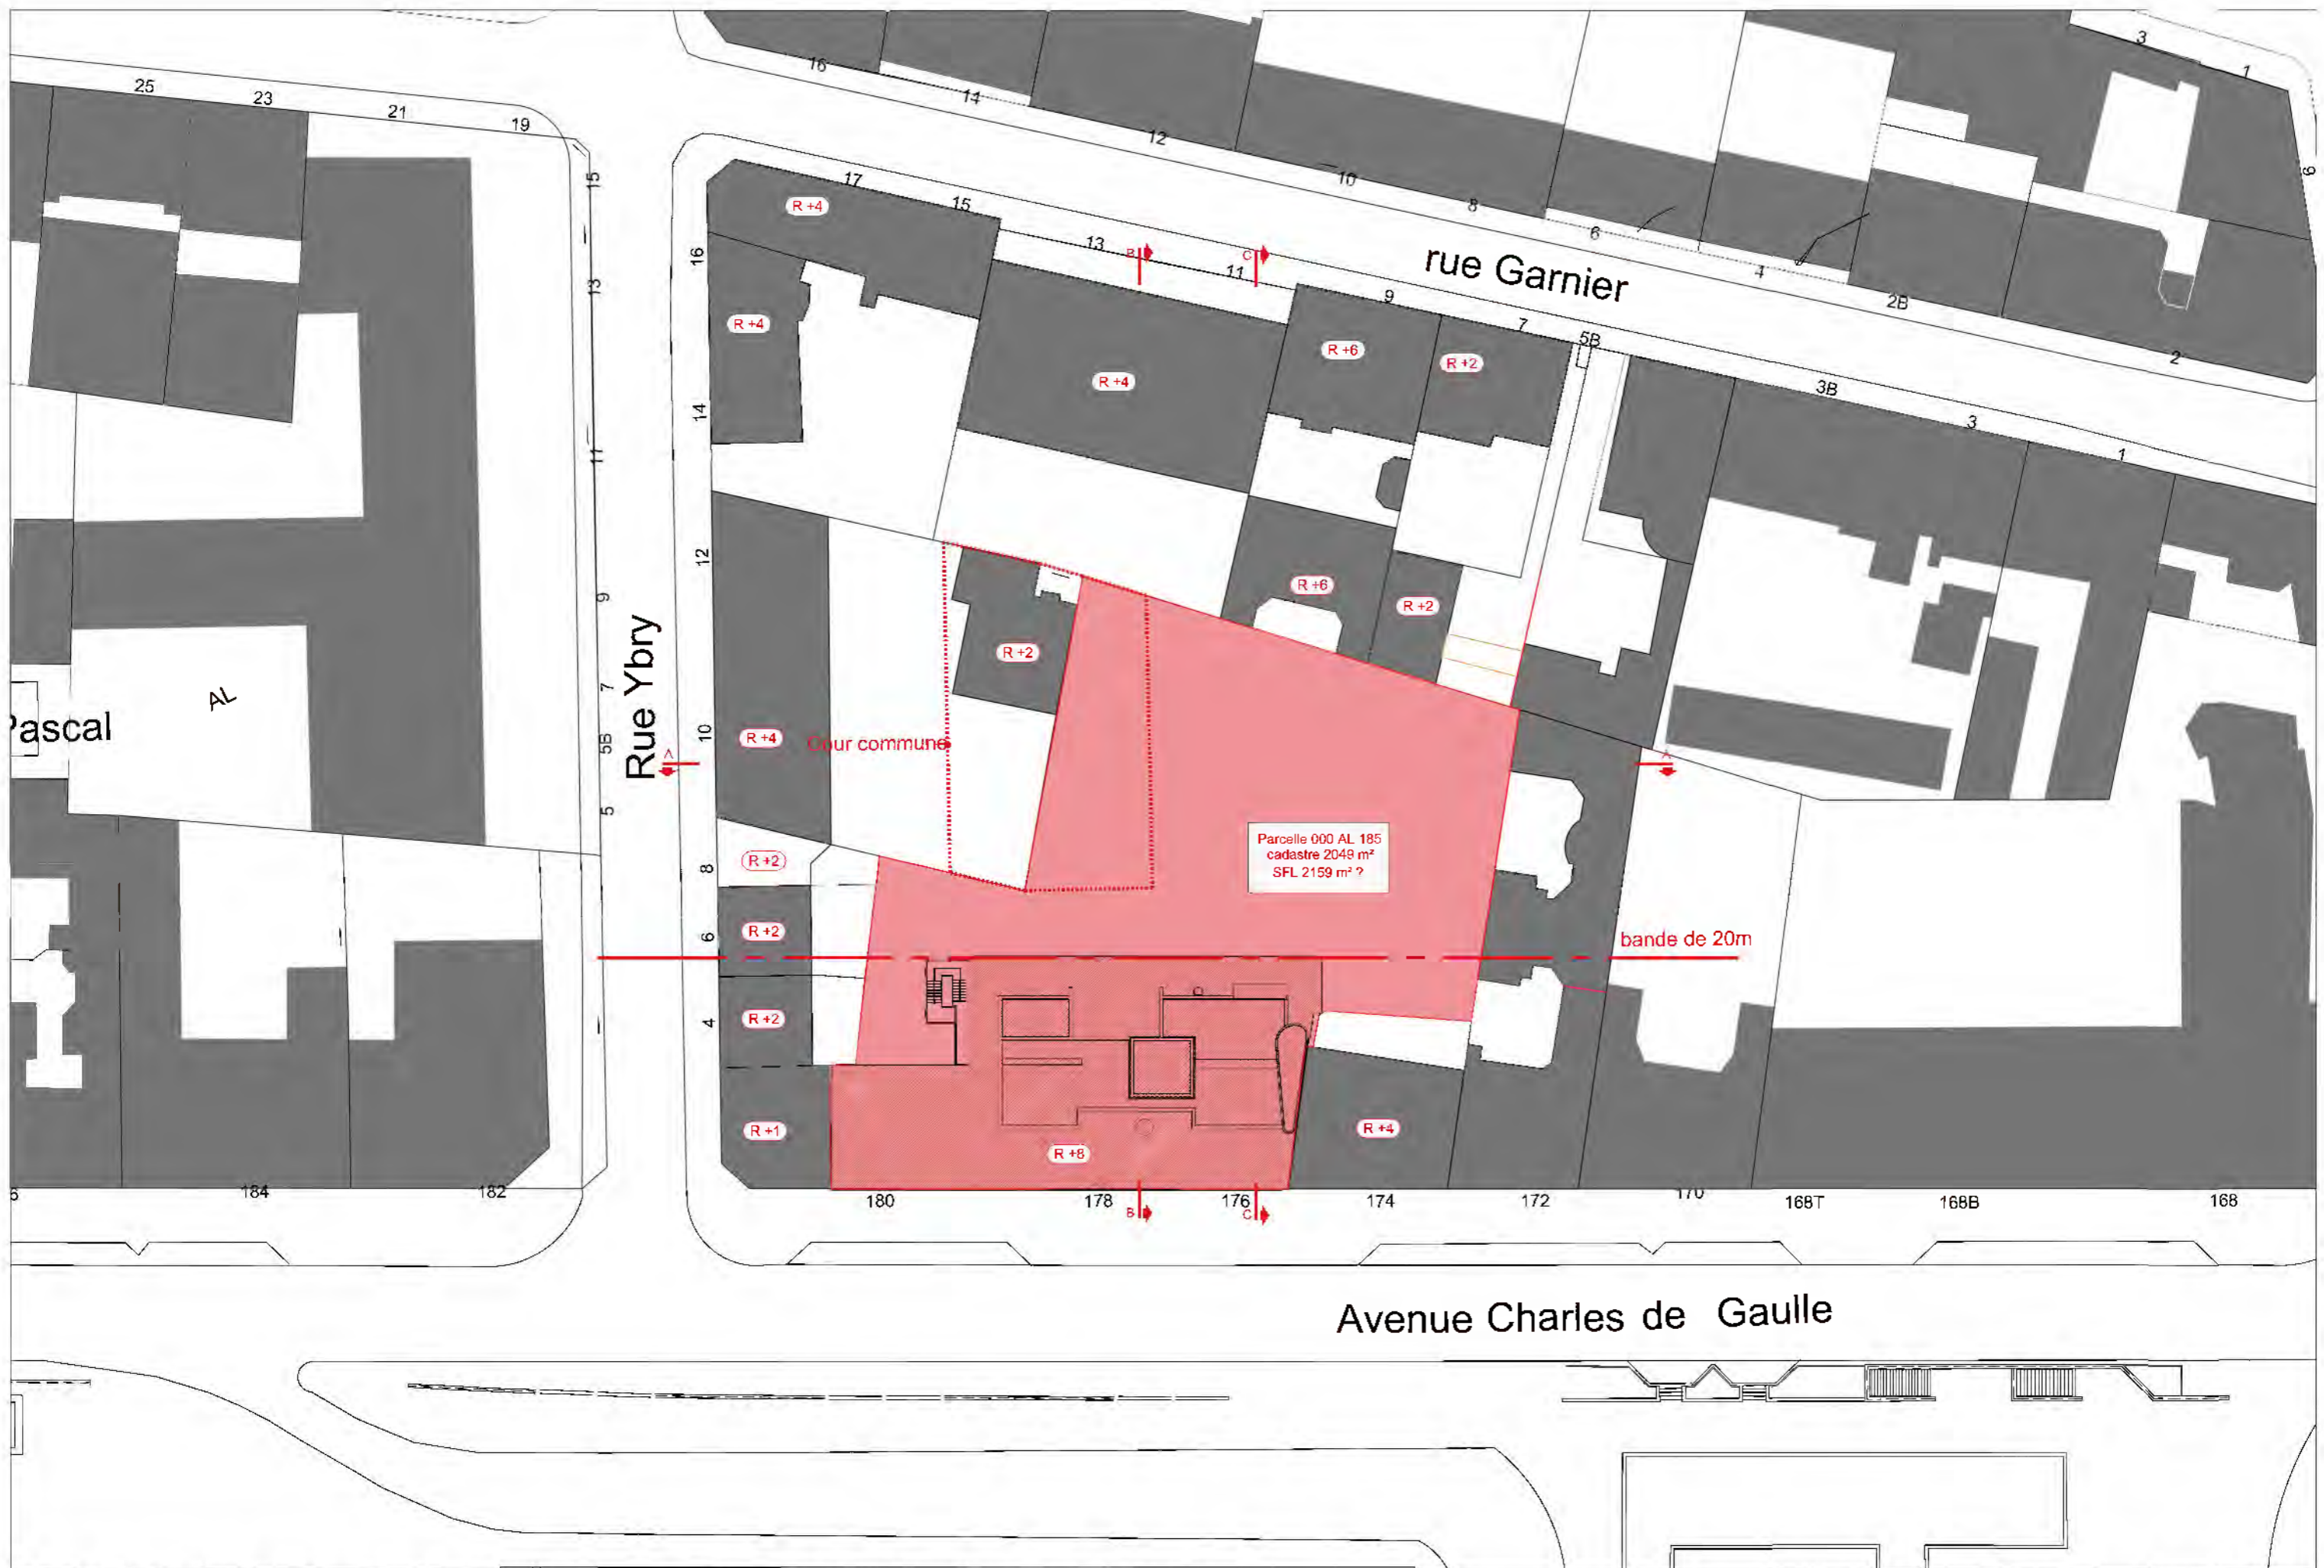 3
1
16
14
25
23
21
19
12
15
17
10
9
R +4
15
8
6
13
B
C
16
11
rue Garnier
4
13
9
2B
R +4
7
5B
R +6
R +2
2
R +4
3B
14
3
11
1
12
R +6
9
R +2
R +2
7
AL
Pascal
10
5B
R +4
Cour commune
Rue Ybry
A
A
5
Parcelle 000 AL 185
cadastre 2049 m²
SFL 2159 m² ?
R +2
8
R +2
6
bande de 20m
R +2
4
R +1
R +4
R +8
184
182
180
178
176
174
172
170
168T
168B
168
B
C
Avenue Charles de Gaulle